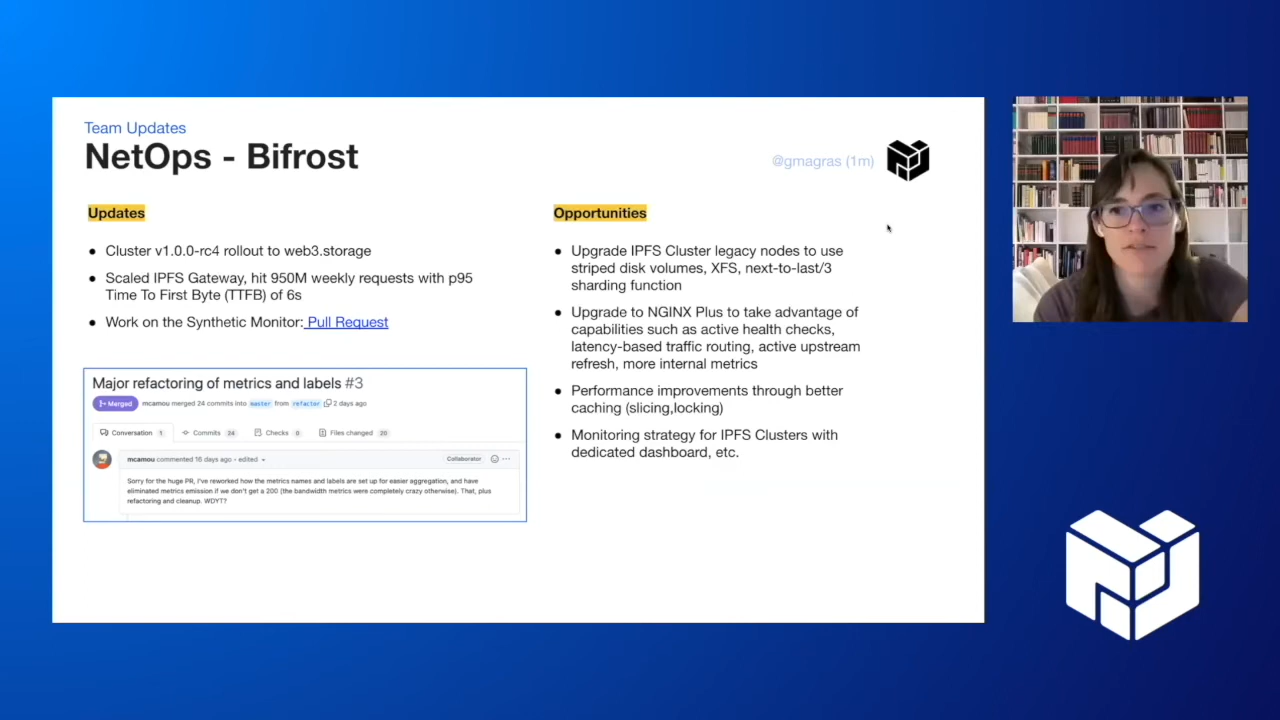 Team Updates
NetOps - Bifrost
@gmagras (1m)
Updates
● Cluster v1.0.0-rc4 rollout to web3.storage
● Scaled IPFS Gateway, hit 950M weekly requests with p95
Time To First Byte (TTFB) of 6s
● Work on the Synthetic Monitor: Pull Request
Major refactoring of metrics and labels #3
Merged mcamou merged 24 commits into master from refactor 2 days ago
Conversation 1 Commits 24 Checks 0 Files changed 20
mcamou commented 16 days ago • edited Collaborator
Sorry for the huge PR, I've reworked how the metrics names and labels are set up for easier aggregation, and have
eliminated metrics emission if we don't get a 200 (the bandwidth metrics were completely crazy otherwise). That, plus
refactoring and cleanup. WDYT?
Opportunities
● Upgrade IPFS Cluster legacy nodes to use
striped disk volumes, XFS, next-to-last/3
sharding function
● Upgrade to NGINX Plus to take advantage of
capabilities such as active health checks,
latency-based traffic routing, active upstream
refresh, more internal metrics
● Performance improvements through better
caching (slicing,locking)
● Monitoring strategy for IPFS Clusters with
dedicated dashboard, etc.